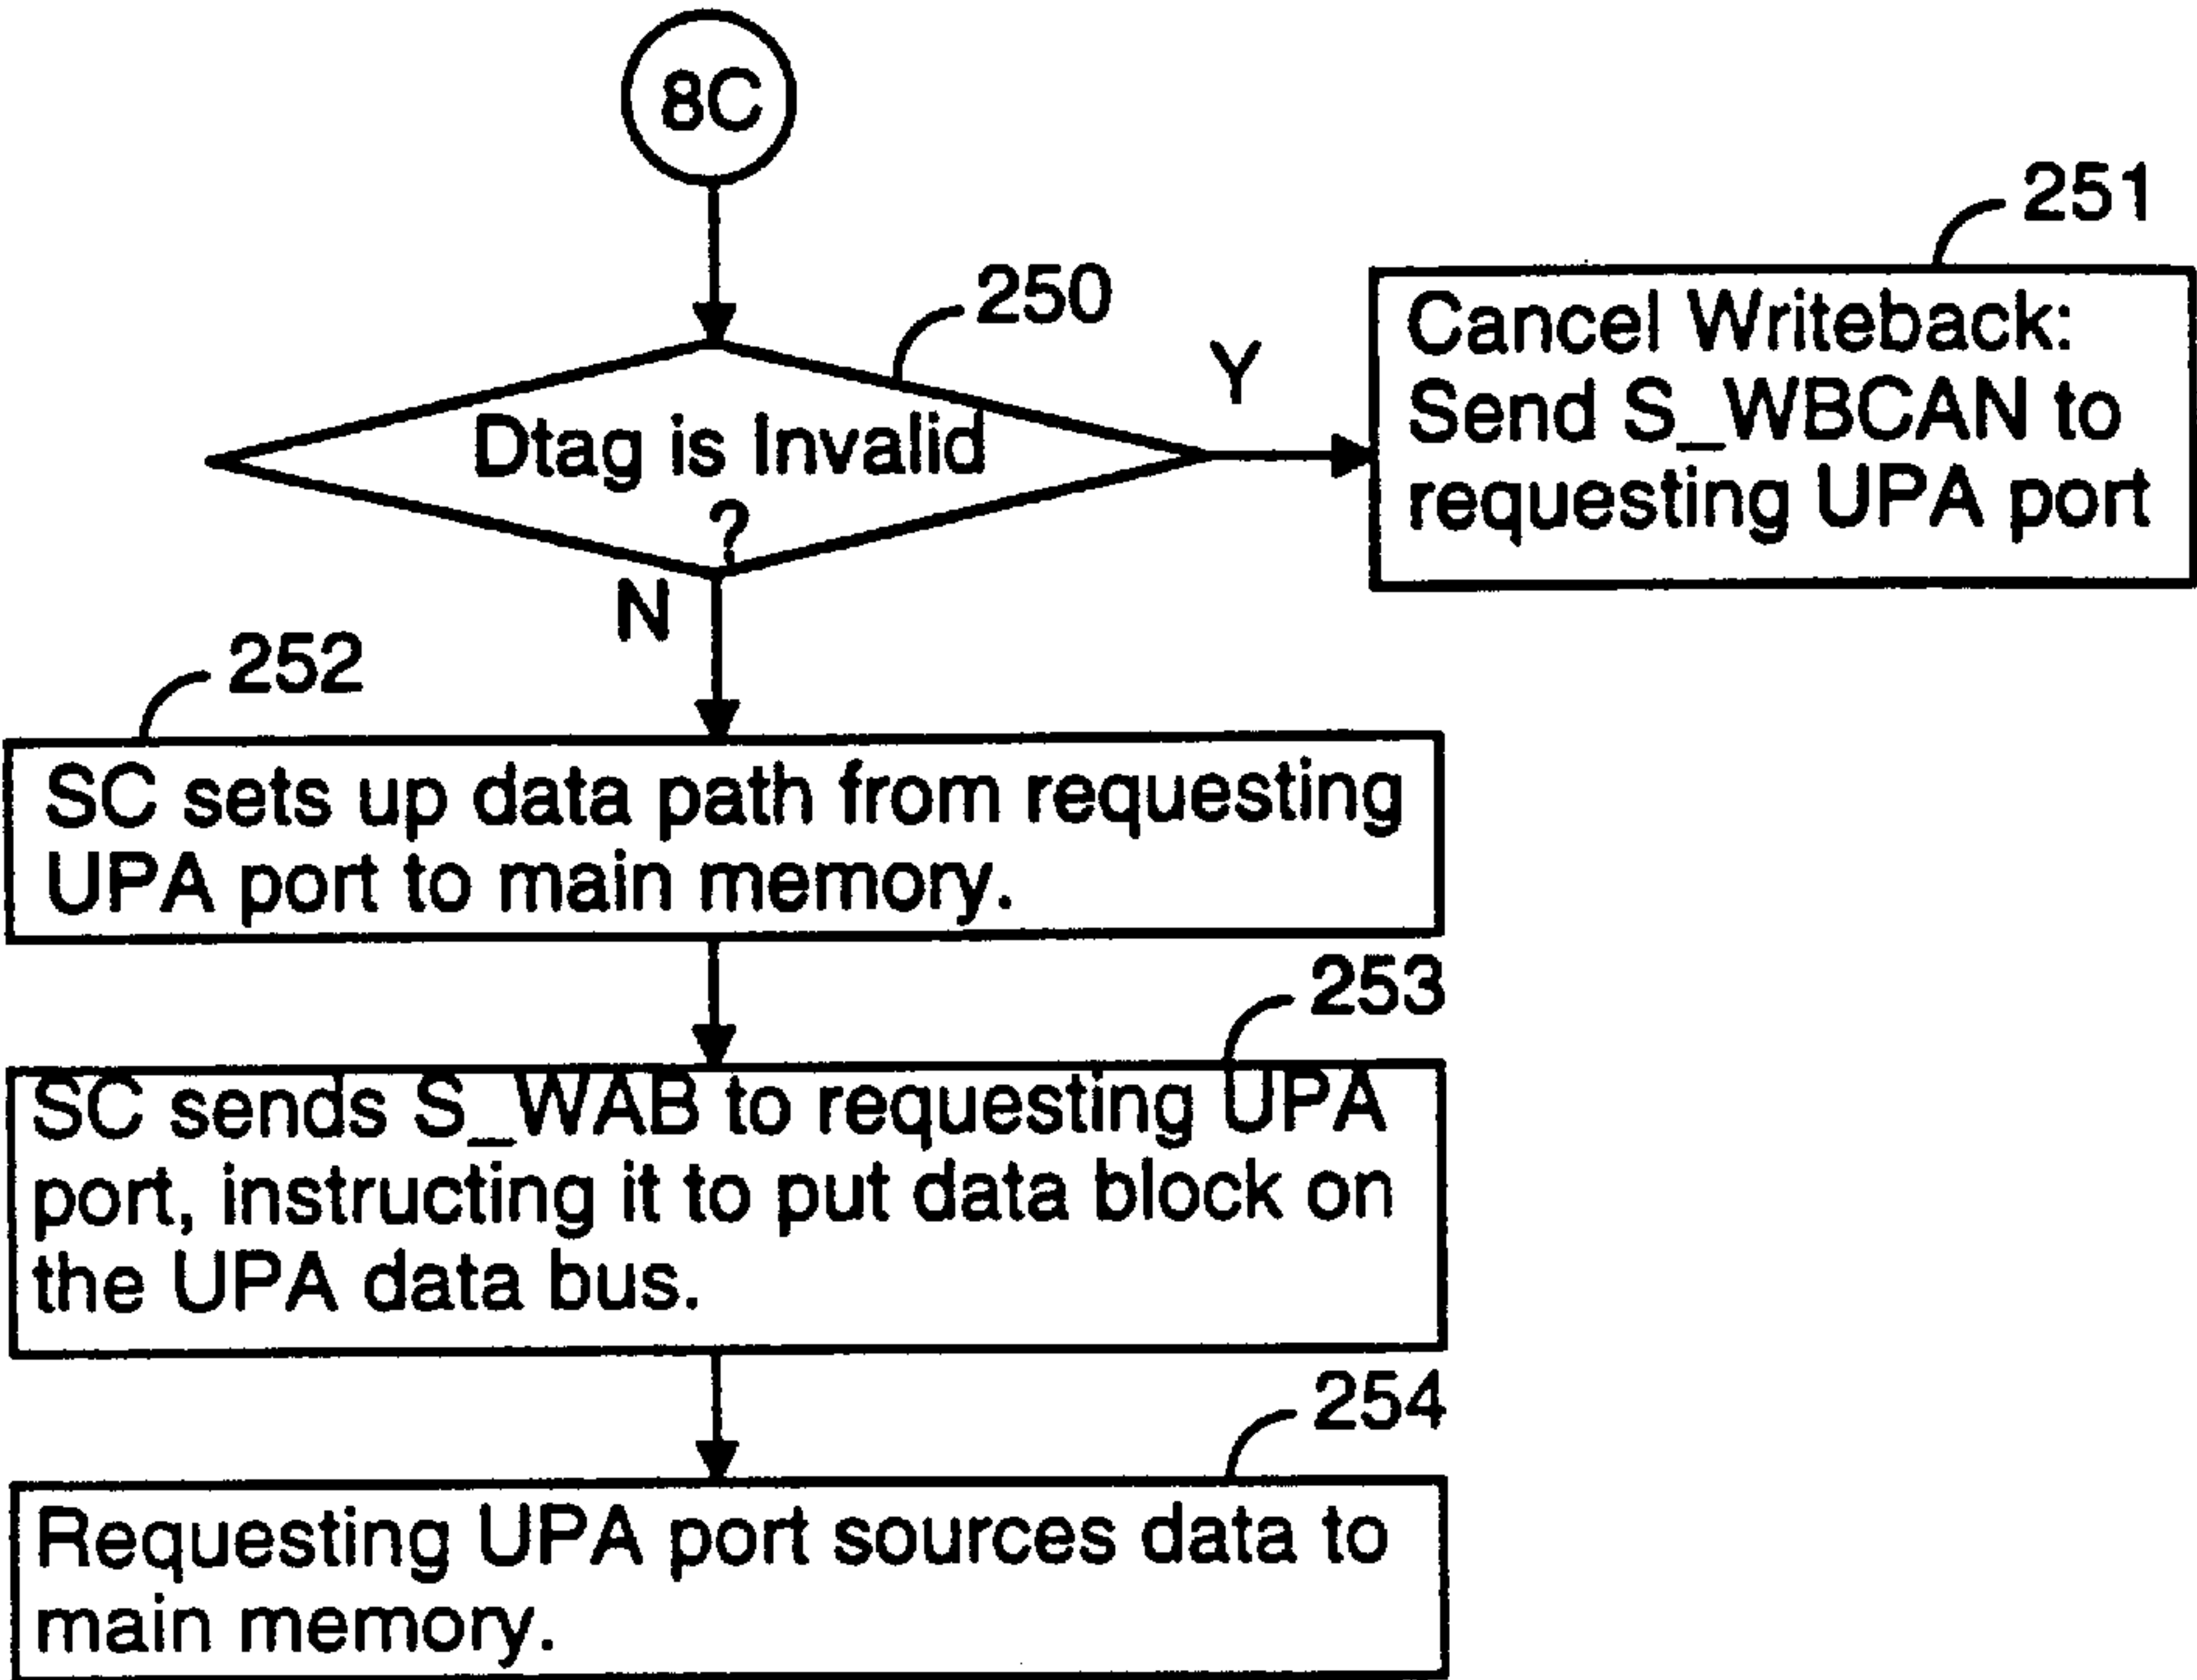 8C
250
Dtag is Invalid
?
Y
N
251
Cancel Writeback:
Send S_WBCAN to
requesting UPA port
252
SC sets up data path from requesting
UPA port to main memory.
253
SC sends S_WAB to requesting UPA
port, instructing it to put data block on
the UPA data bus.
254
Requesting UPA port sources data to
main memory.